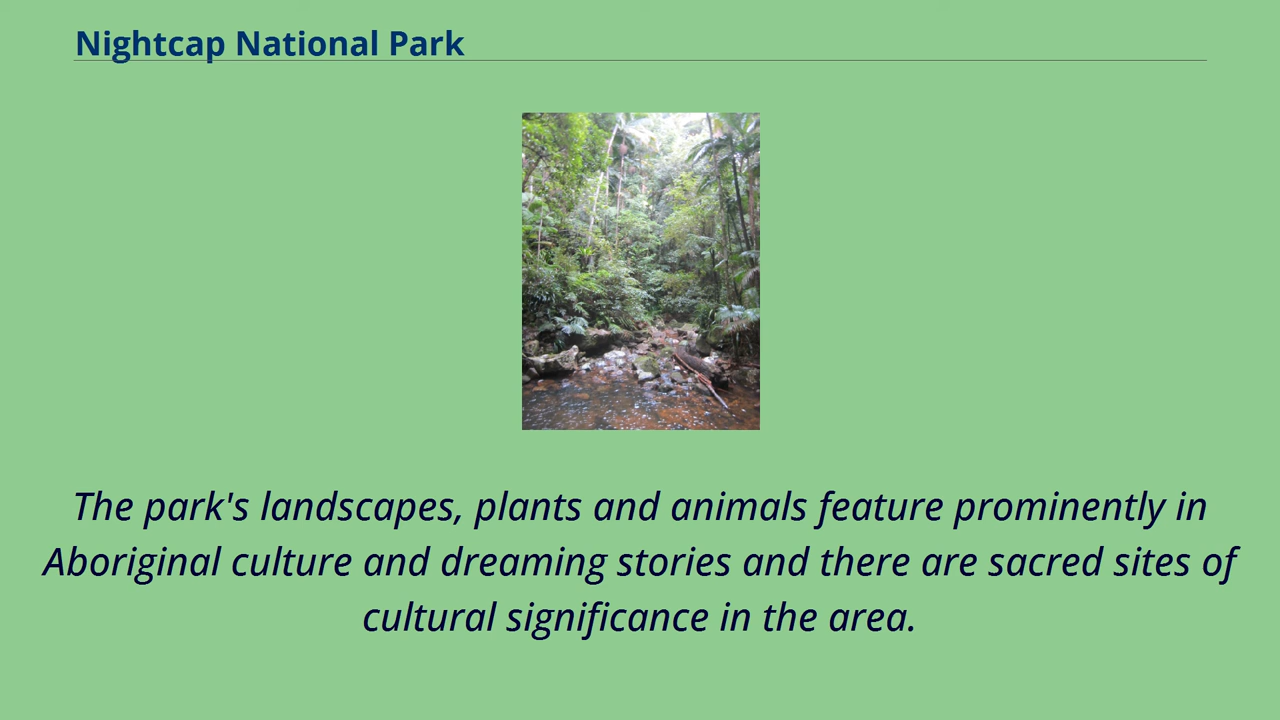 Nightcap National Park
The park's landscapes, plants and animals feature prominently in
Aboriginal culture and dreaming stories and there are sacred sites of
cultural significance in the area.